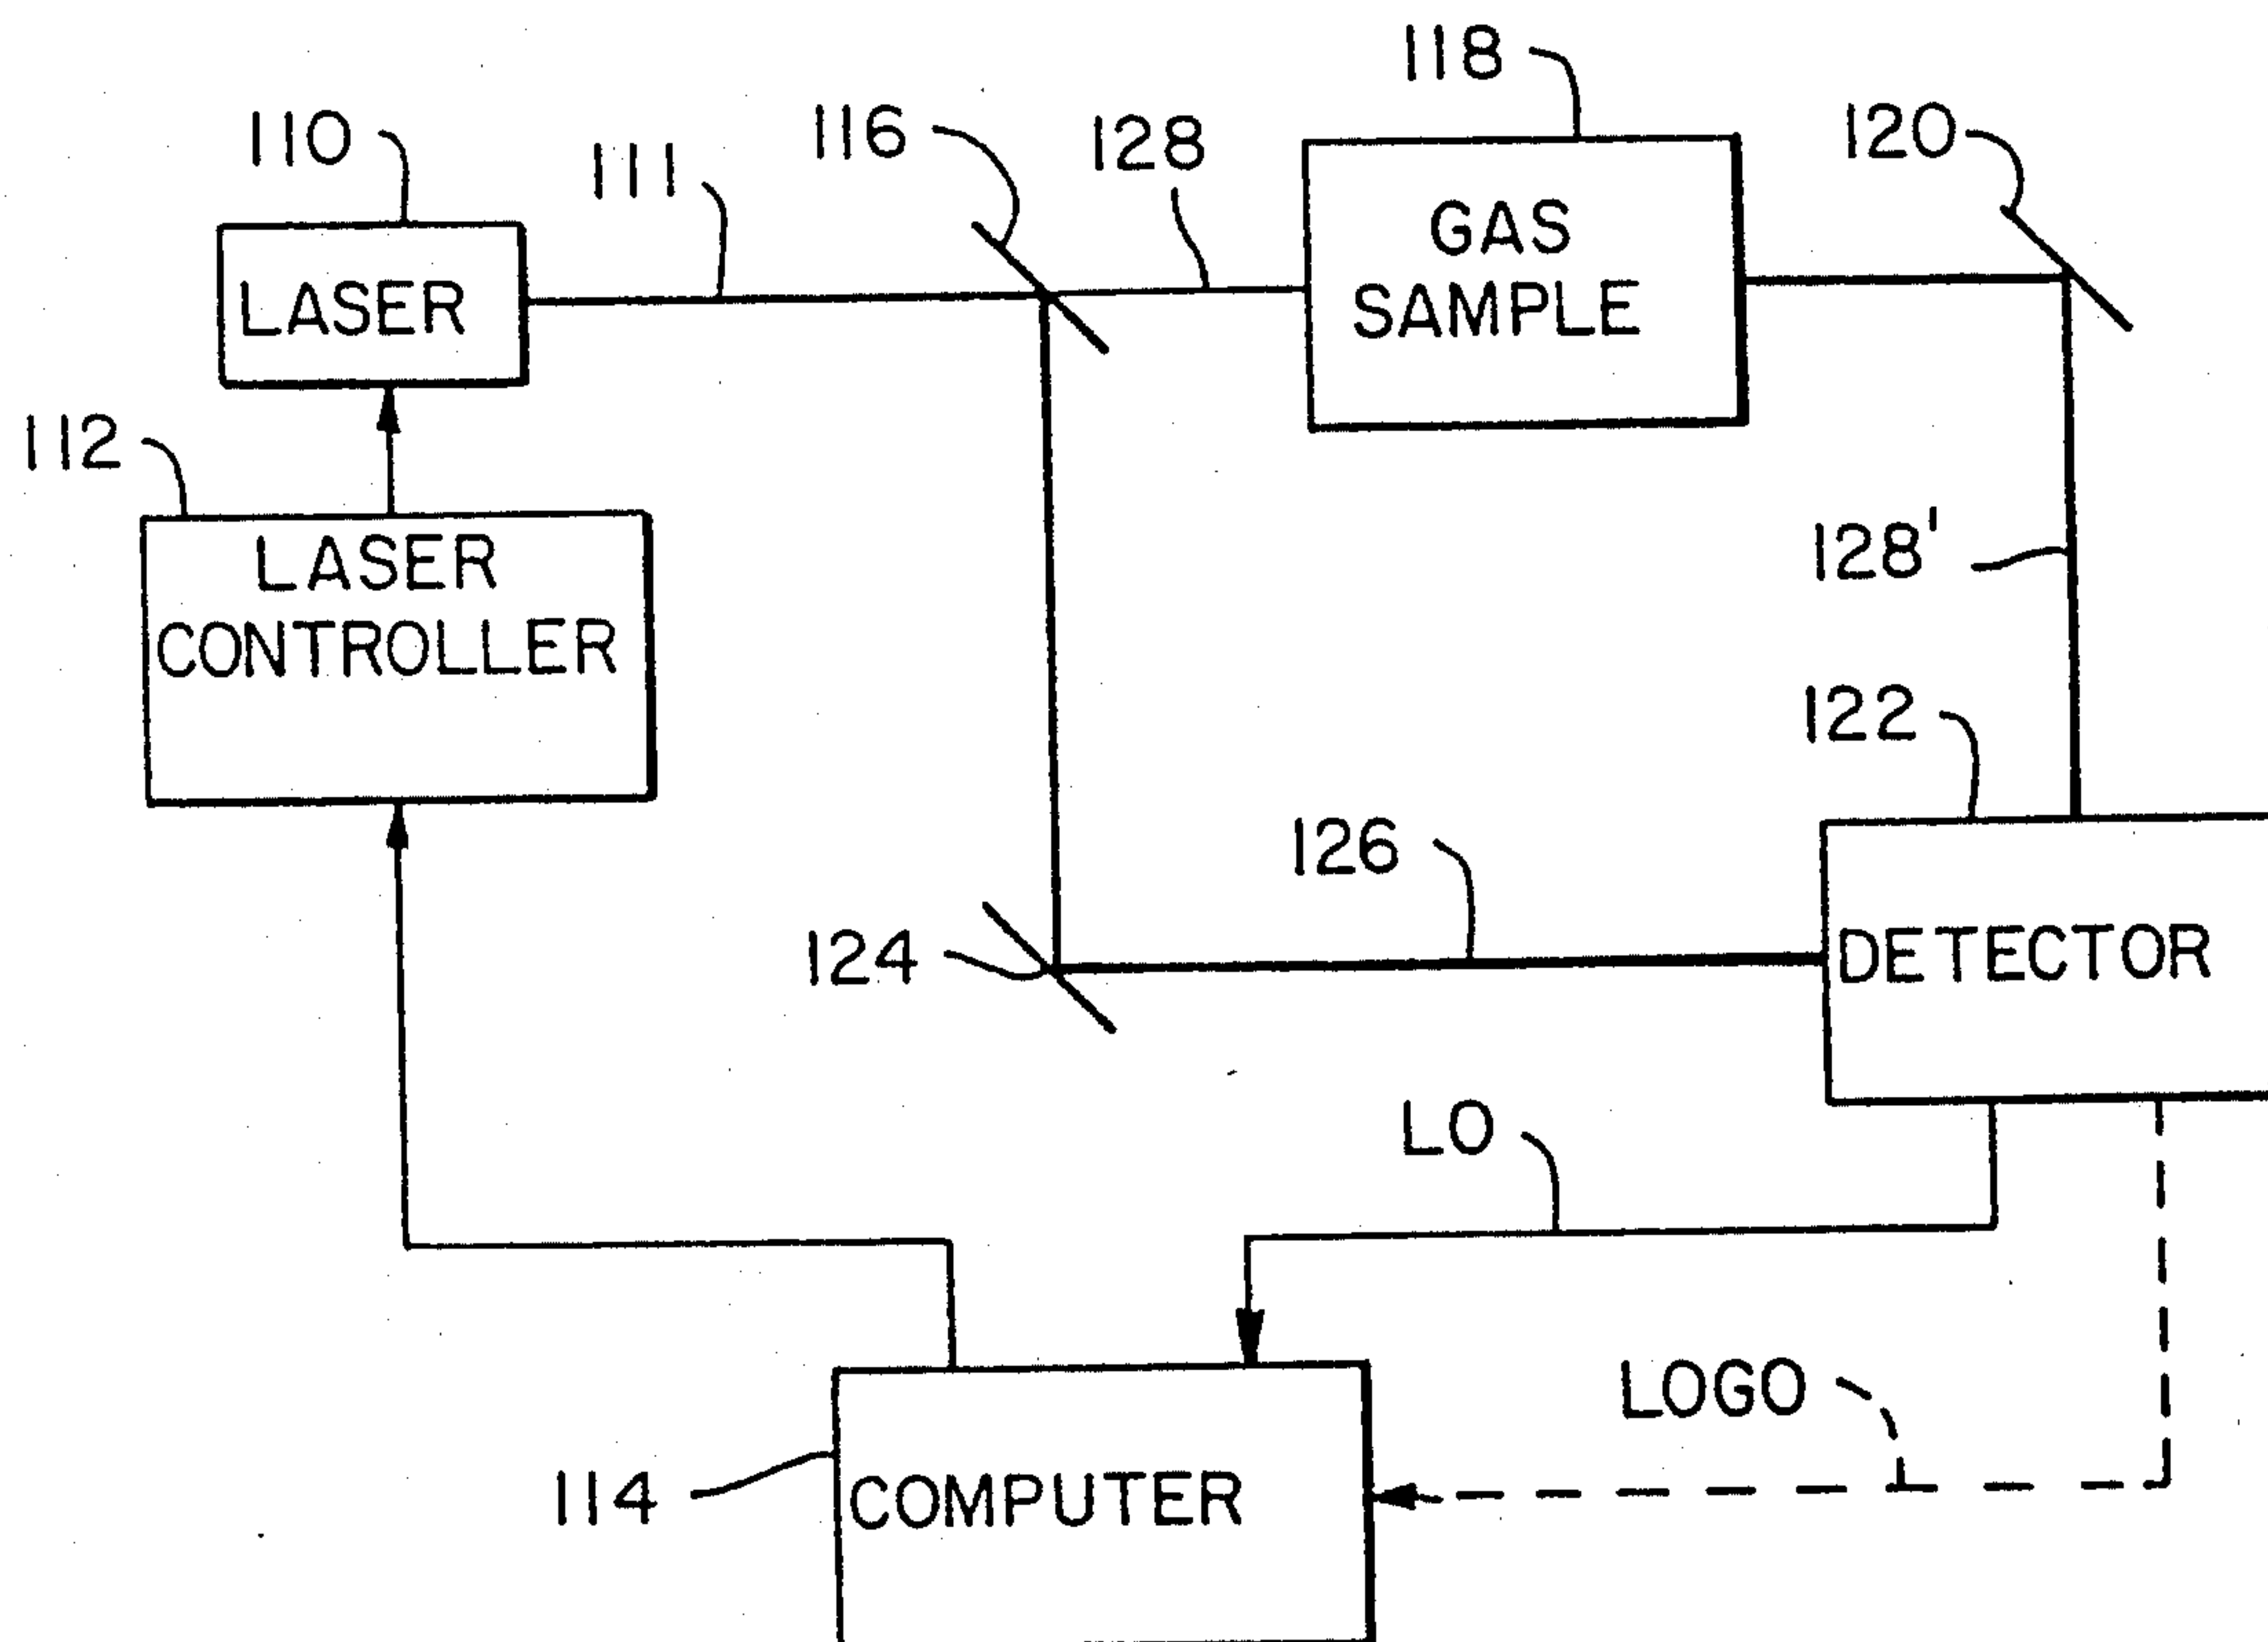 118
110
111
116
128
120
GAS
SAMPLE
LASER
112
LASER
CONTROLLER
128'
122
126
124
DETECTOR
LO
LOGO
114
COMPUTER